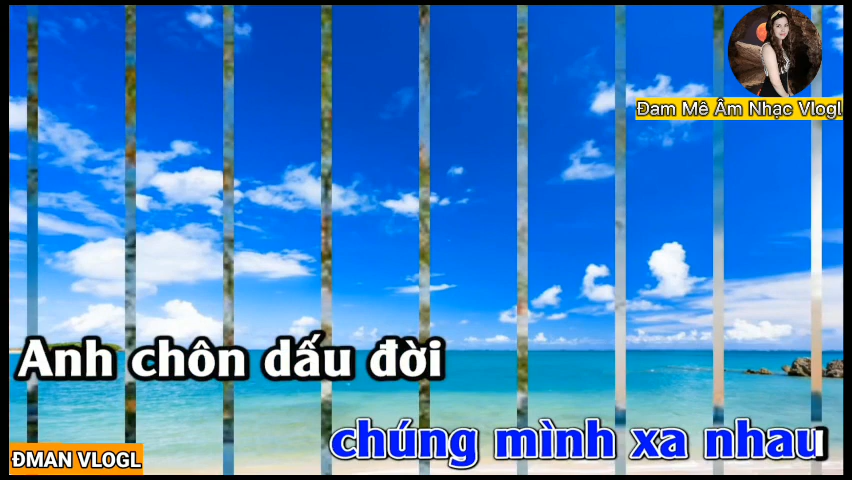 Đam Mê Âm Nhạc Vlogl
Anh chôn dấu đời
chúng mình xa nhau
ĐMAN VLOGL